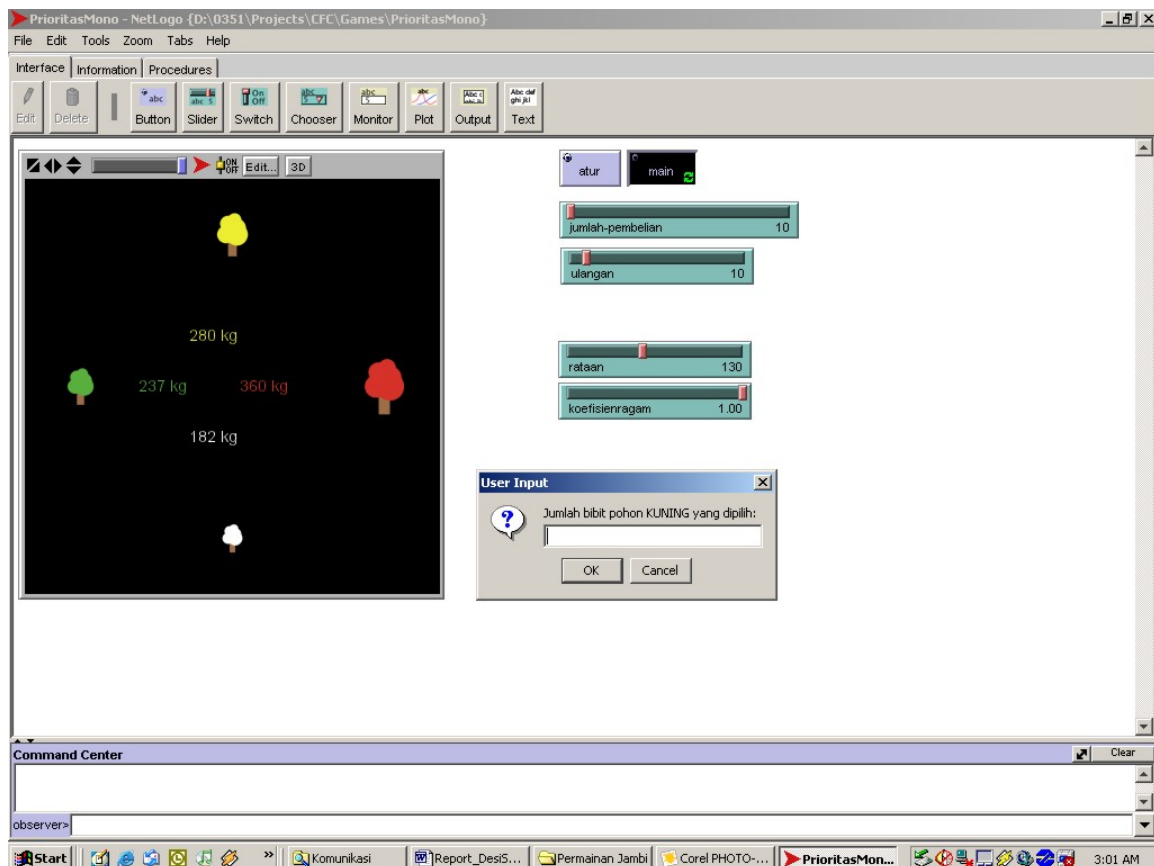 PrioritasMono - NetLogo {D:\0351\Projects\CFC\Games\PrioritasMono}
File Edit Tools Zoom Tabs Help
Interface Information Procedures
Edit Delete Button Slider Switch Chooser Monitor Plot Output Text
ON OFF Edit... 3D
atur main
jumlah-pembelian 10
ulangan 10
280 kg
rataan 130
237 kg 360 kg
koefisienragam 1.00
182 kg
User Input
Jumlah bibit pohon KUNING yang dipilih:
OK Cancel
Command Center Clear
observer>
Start Komunikasi Report_DesiS... Permainan Jambi Corel PHOTO-... PrioritasMon... 3:01 AM